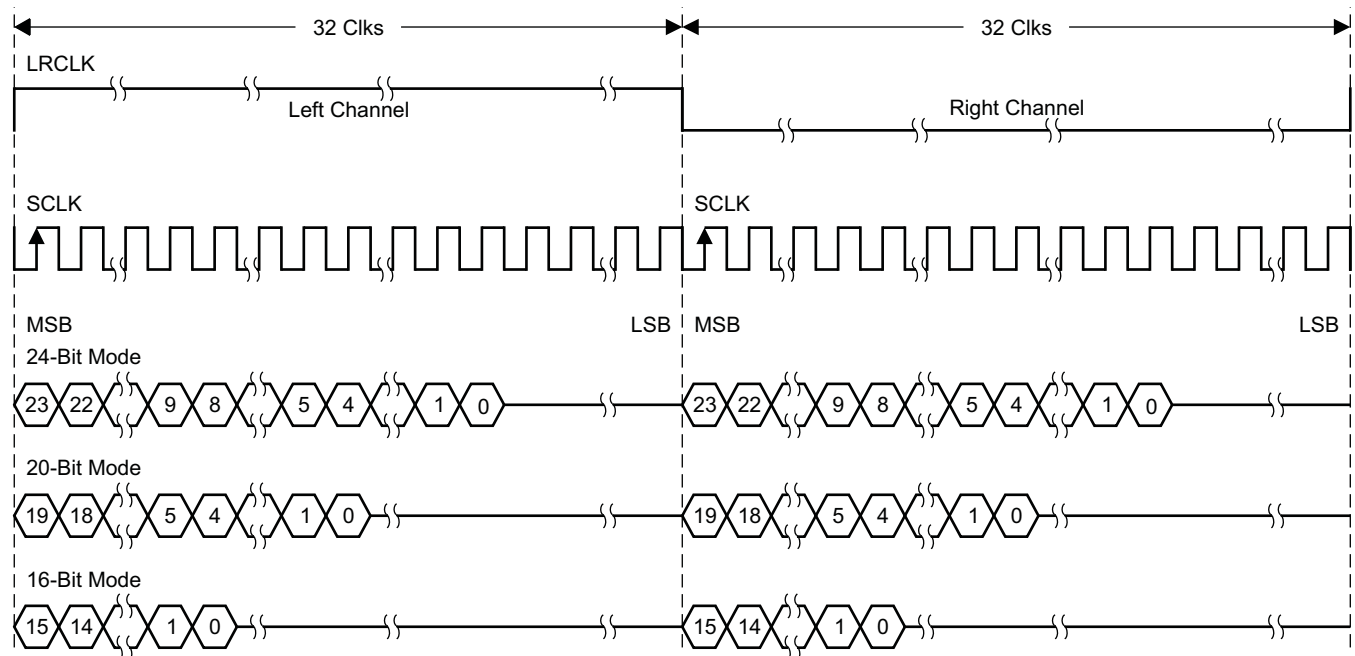 32 Clks 32 Clks
LRCLK
Left Channel Right Channel
SCLK SCLK
MSB LSB MSB LSB
24-Bit Mode
23 22 9 8 5 4 1 0 23 22 9 8 5 4 1 0
20-Bit Mode
19 18 5 4 1 0 19 18 5 4 1 0
16-Bit Mode
15 14 1 0 15 14 1 0